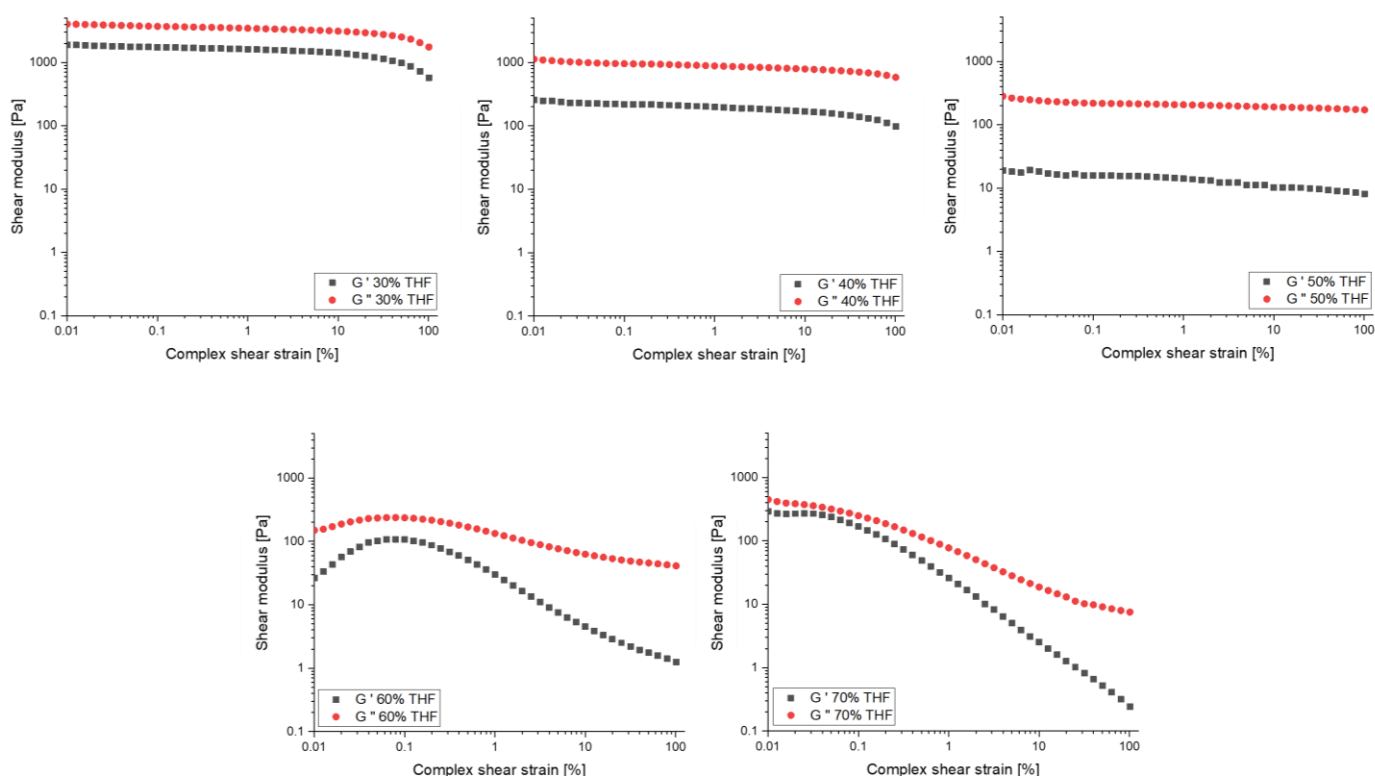 Shear modulus [Pa]
1000
100
10
1
0.1
0.01
0.1
1
10
100
Complex shear strain [%]
G ' 30% THF
G " 30% THF
Shear modulus [Pa]
1000
100
10
1
0.1
0.01
0.1
1
10
100
Complex shear strain [%]
G ' 40% THF
G " 40% THF
Shear modulus [Pa]
1000
100
10
1
0.1
0.01
0.1
1
10
100
Complex shear strain [%]
G ' 50% THF
G " 50% THF
Shear modulus [Pa]
1000
100
10
1
0.1
0.01
0.1
1
10
100
Complex shear strain [%]
G ' 60% THF
G " 60% THF
Shear modulus [Pa]
1000
100
10
1
0.1
0.01
0.1
1
10
100
Complex shear strain [%]
G ' 70% THF
G " 70% THF